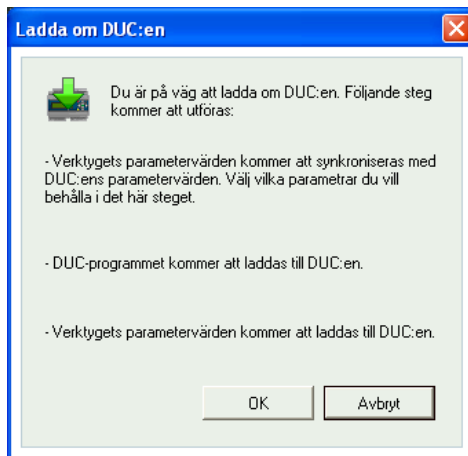 Ladda om DUC:en
Du är på väg att ladda om DUC:en. Följande steg
kommer att utföras:
- Verktygets parametervärden kommer att synkroniseras med
DUC:ens parametervärden. Välj vilka parametrar du vill
behålla i det här steget.
- DUC-programmet kommer att laddas till DUC:en.
- Verktygets parametervärden kommer att laddas till DUC:en.
OK
Avbryt